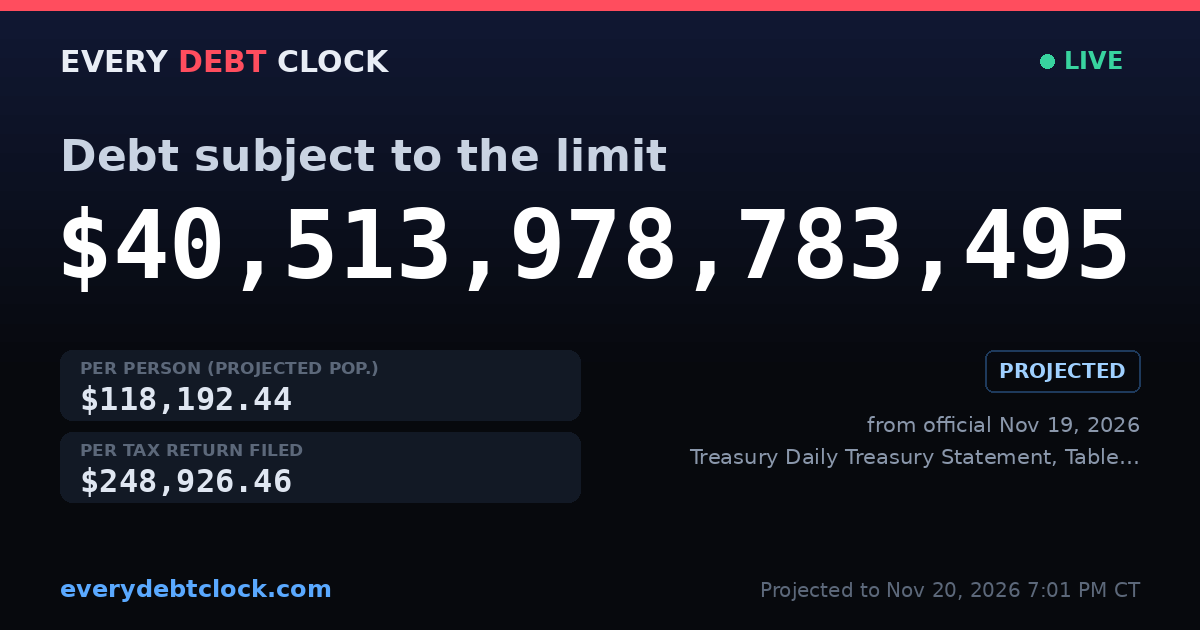 EVERY DEBT CLOCK
LIVE
Debt subject to the limit
$40,513,978,783,495
PER PERSON (PROJECTED POP.)
$118,192.44
PER TAX RETURN FILED
$248,926.46
PROJECTED
from official Nov 19, 2026
Treasury Daily Treasury Statement, Table…
everydebtclock.com
Projected to Nov 20, 2026 7:01 PM CT